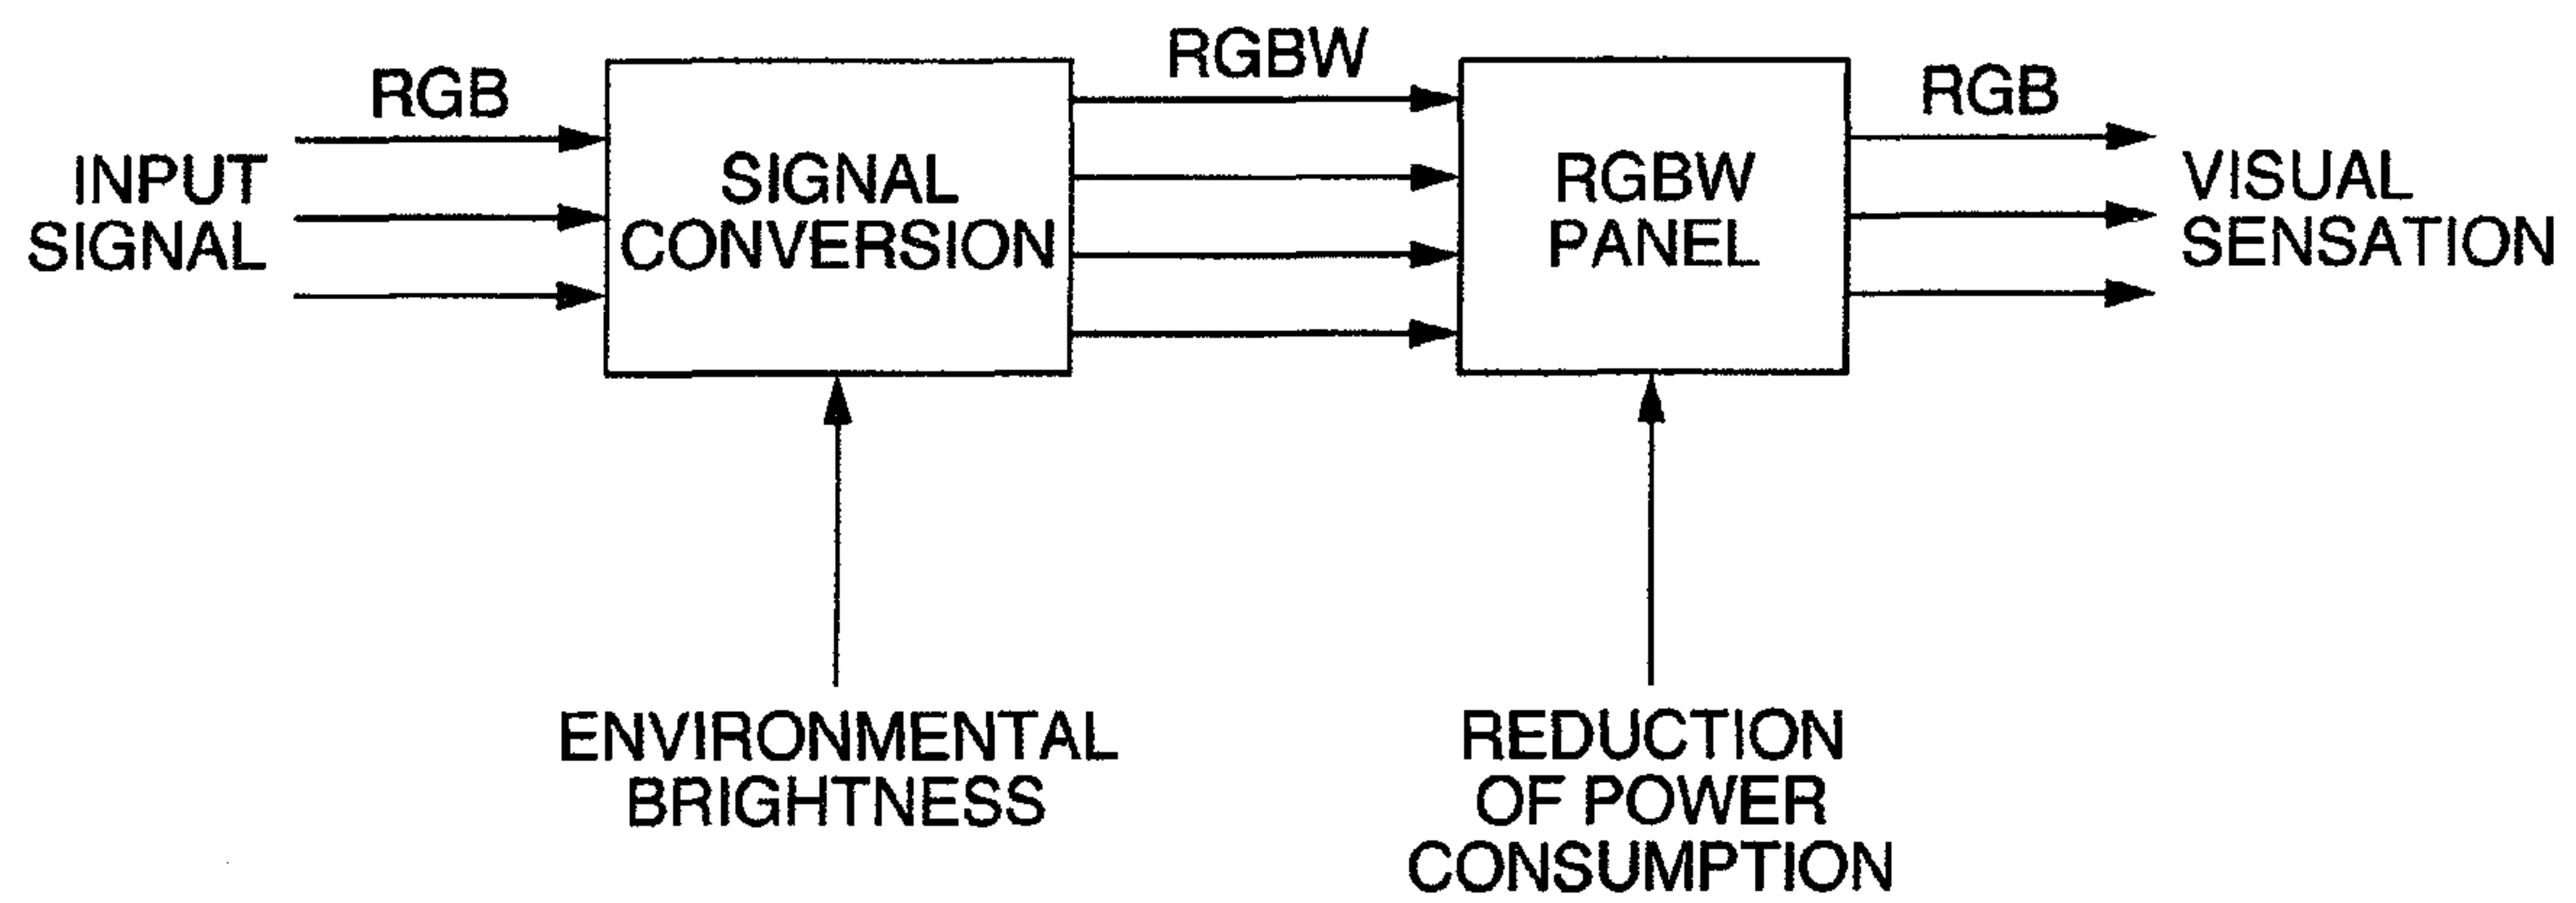 RGB
INPUT
SIGNAL
SIGNAL
CONVERSION
RGBW
RGBW
PANEL
RGB
VISUAL
SENSATION
ENVIRONMENTAL
BRIGHTNESS
REDUCTION
OF POWER
CONSUMPTION